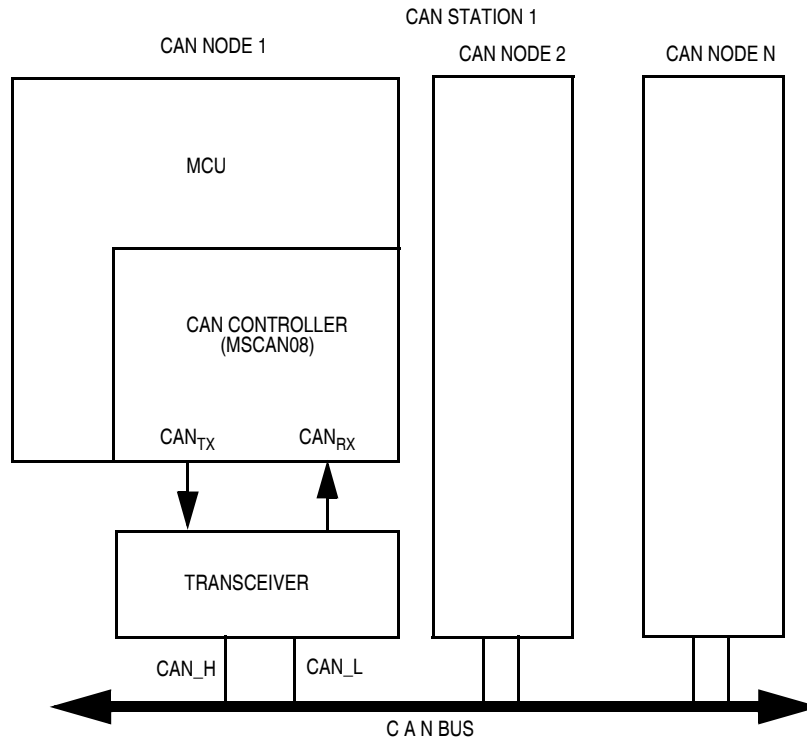 CAN STATION 1
CAN NODE 1
CAN NODE 2
CAN NODE N
MCU
CAN CONTROLLER
(MSCAN08)
CANTX
CANRX
TRANSCEIVER
CAN_H
CAN_L
C A N BUS